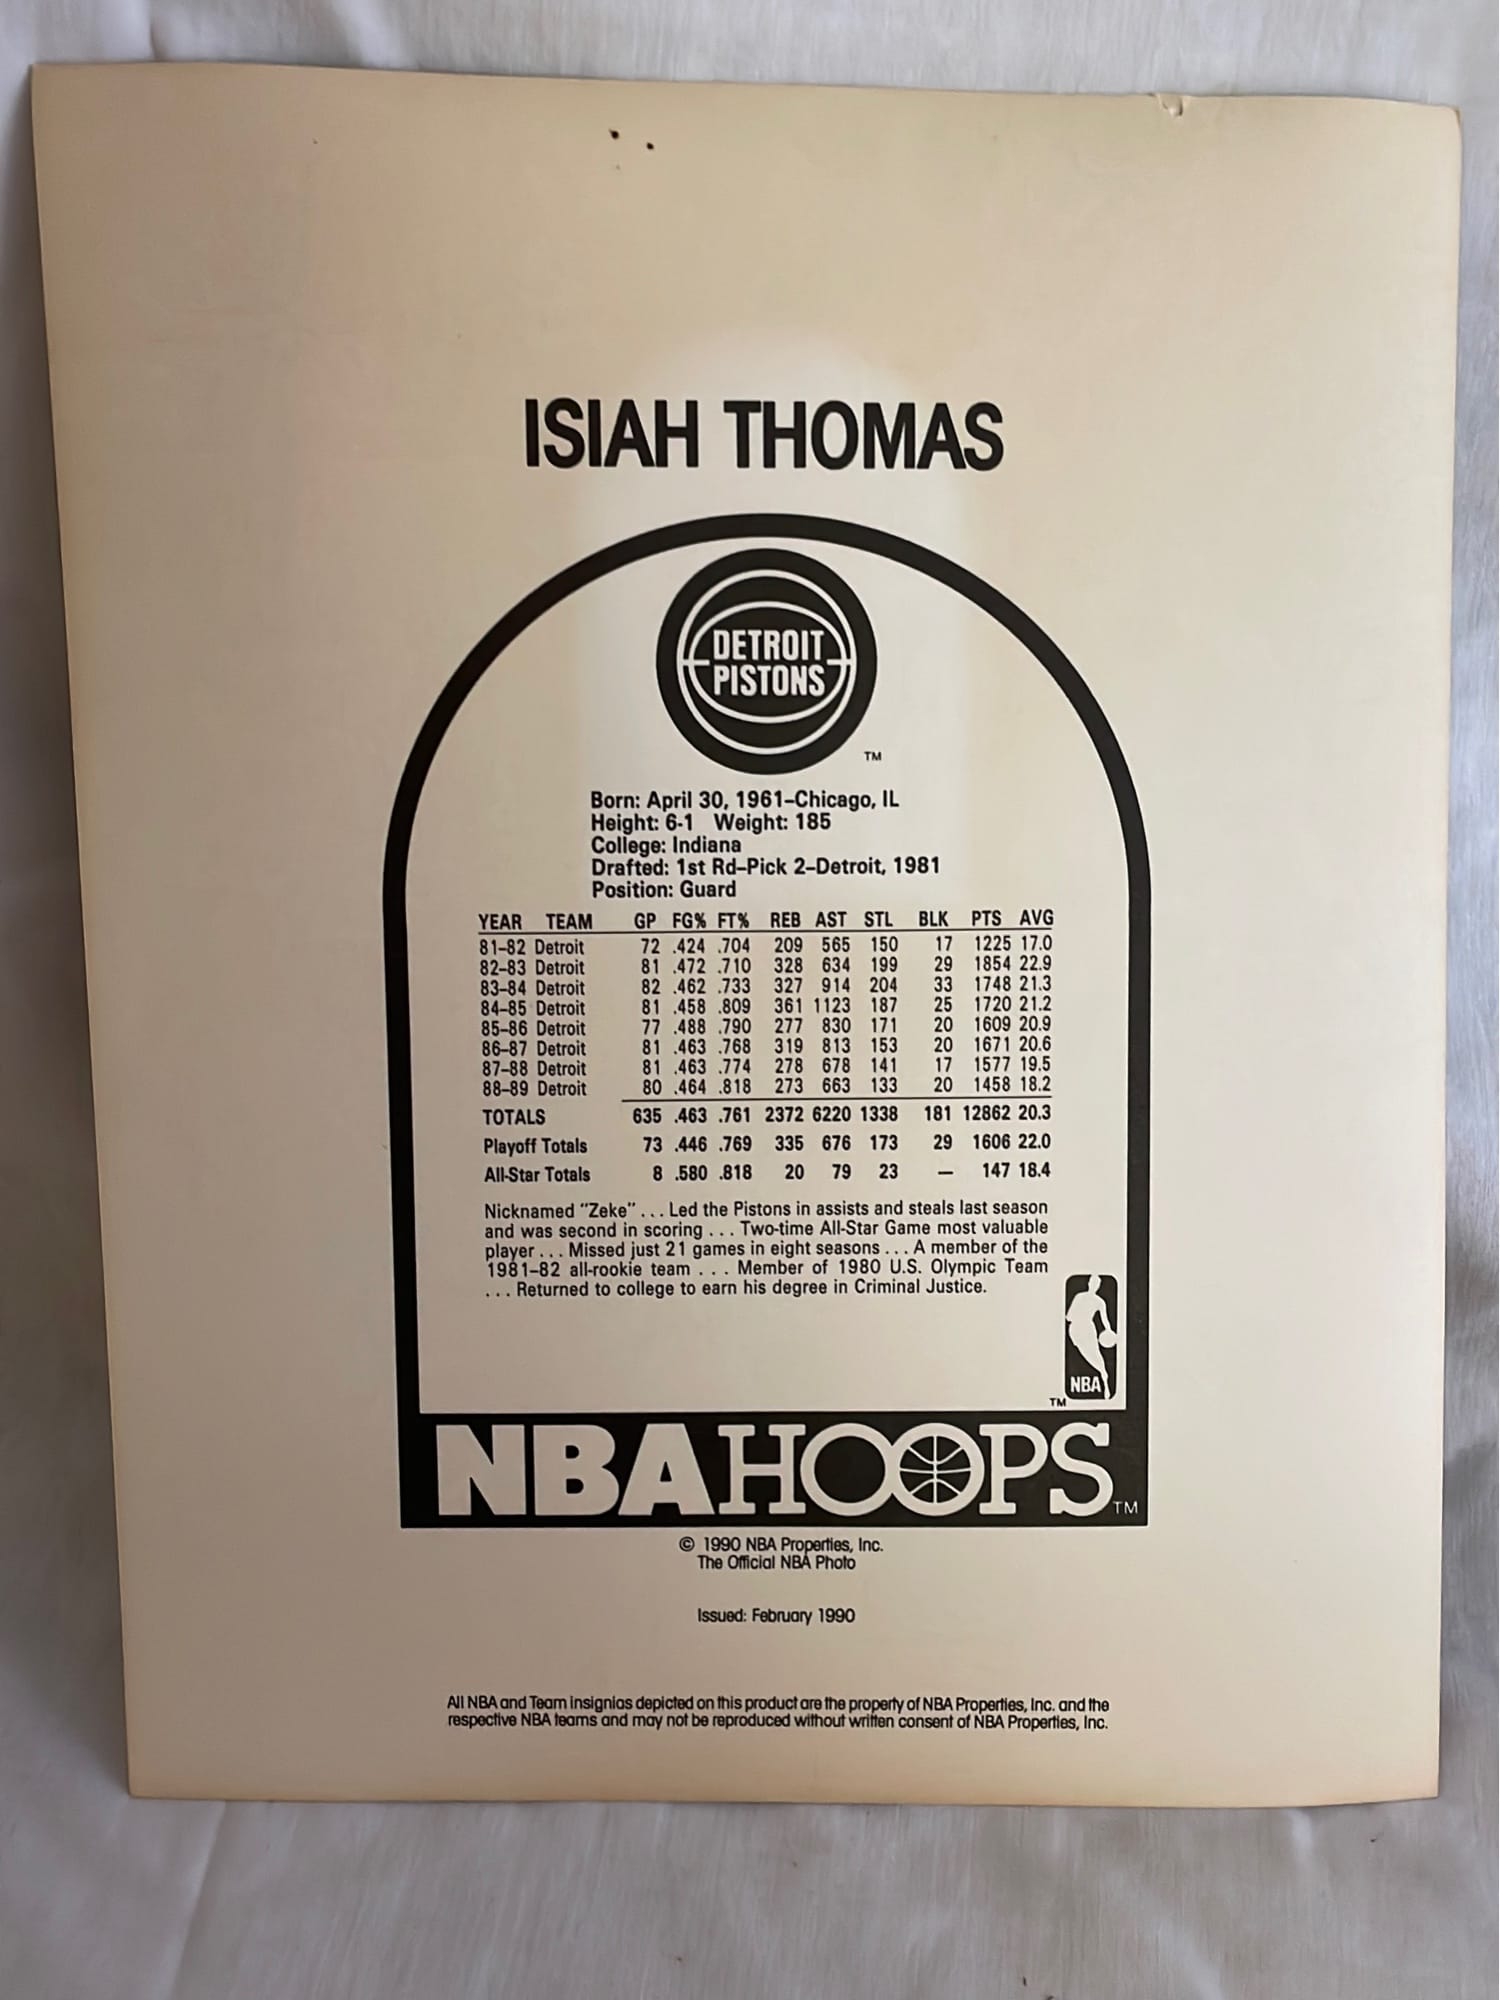 ISIAH THOMAS
DETROIT
PISTONS
TM
Born: April 30, 1961–Chicago, IL
Height: 6-1 Weight: 185
College: Indiana
Drafted: 1st Rd–Pick 2–Detroit, 1981
Position: Guard
YEAR TEAM GP FG% FT% REB AST STL BLK PTS AVG
81–82 Detroit 72 .424 .704 209 565 150 17 1225 17.0
82–83 Detroit 81 .472 .710 328 634 199 29 1854 22.9
83–84 Detroit 82 .462 .733 327 914 204 33 1748 21.3
84–85 Detroit 81 .458 .809 361 1123 187 25 1720 21.2
85–86 Detroit 77 .488 .790 277 830 171 20 1609 20.9
86–87 Detroit 81 .463 .768 319 813 153 20 1671 20.6
87–88 Detroit 81 .463 .774 278 678 141 17 1577 19.5
88–89 Detroit 80 .464 .818 273 663 133 20 1458 18.2
TOTALS 635 .463 .761 2372 6220 1338 181 12862 20.3
Playoff Totals 73 .446 .769 335 676 173 29 1606 22.0
All-Star Totals 8 .580 .818 20 79 23 — 147 18.4
Nicknamed "Zeke" . . . Led the Pistons in assists and steals last season
and was second in scoring . . . Two-time All-Star Game most valuable
player . . . Missed just 21 games in eight seasons . . . A member of the
1981–82 all-rookie team . . . Member of 1980 U.S. Olympic Team
. . . Returned to college to earn his degree in Criminal Justice.
NBA
TM
NBA HOOPS TM
© 1990 NBA Properties, Inc.
The Official NBA Photo
Issued: February 1990
All NBA and Team insignias depicted on this product are the property of NBA Properties, Inc. and the
respective NBA teams and may not be reproduced without written consent of NBA Properties, Inc.